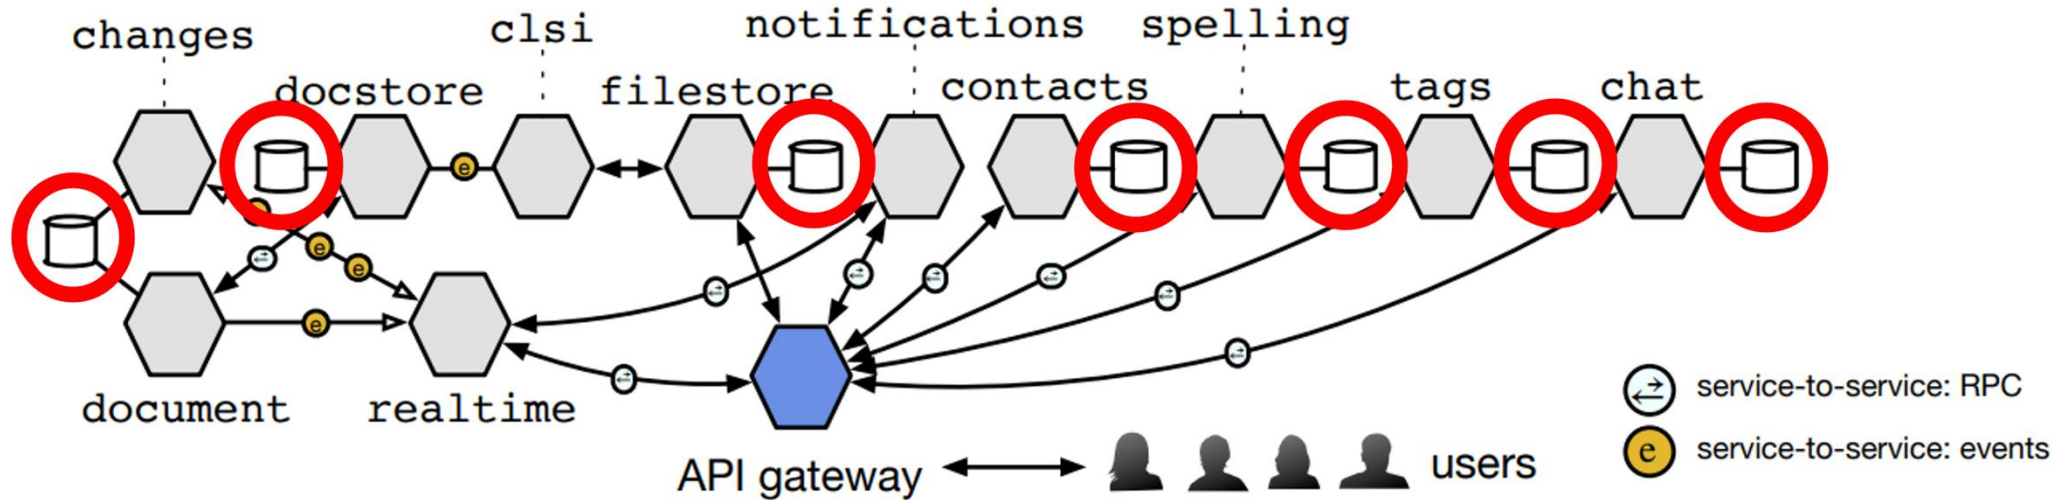 changes
clsi
notifications
spelling
docstore
filestore
contacts
tags
chat
e
e
e
e
document
realtime
API gateway
users
service-to-service: RPC
e service-to-service: events